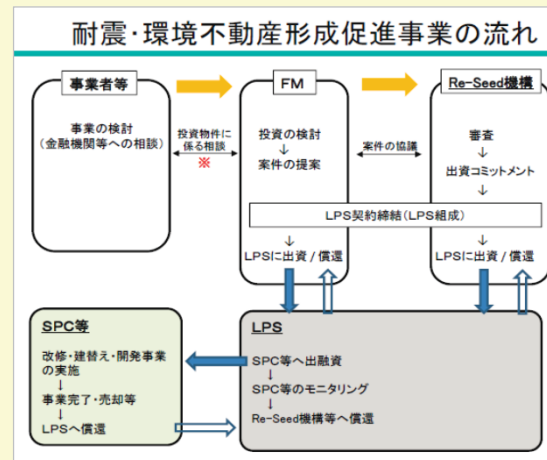 耐震・環境不動産形成促進事業の流れ
事業者等
事業の検討
(金融機関等への相談)
投資物件に
係る相談
※
FM
投資の検討
↓
案件の提案
案件の協議
Re-Seed機構
審査
↓
出資コミットメント
↓
LPS契約締結(LPS組成)
↓
LPSに出資/償還
↓
LPSに出資/償還
SPC等
改修・建替え・開発事業
の実施
↓
事業完了・売却等
↓
LPSへ償還
LPS
SPC等へ出融資
↓
SPC等のモニタリング
↓
Re-Seed機構等へ償還